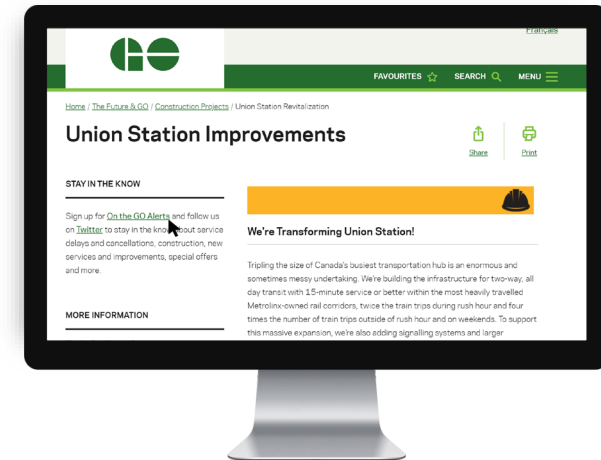 Français
GO
FAVOURITES SEARCH MENU
Home / The Future & GO / Construction Projects / Union Station Revitalization
Union Station Improvements
Share Print
STAY IN THE KNOW
Sign up for On the GO Alerts and follow us
on Twitter to stay in the know about service
delays and cancellations, construction, new
services and improvements, special offers
and more.
MORE INFORMATION
We're Transforming Union Station!
Tripling the size of Canada's busiest transportation hub is an enormous and
sometimes messy undertaking. We're building the infrastructure for two-way, all
day transit with 15-minute service or better within the most heavily travelled
Metrolinx-owned rail corridors, twice the train trips during rush hour and four
times the number of train trips outside of rush hour and on weekends. To support
this massive expansion, we're also adding signalling systems and larger